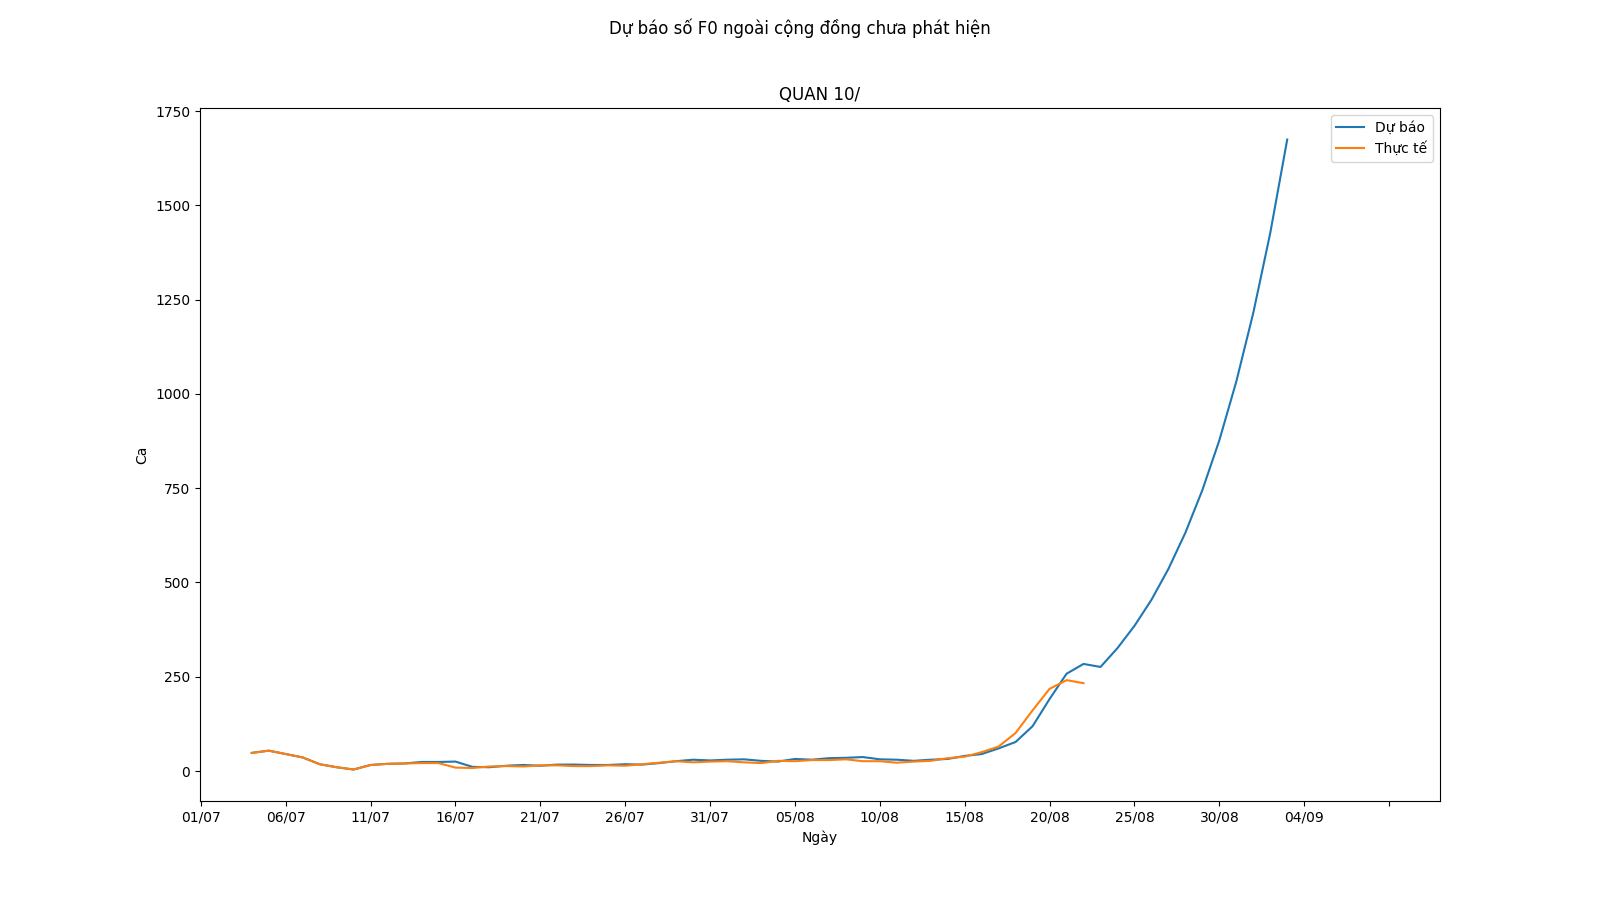 Dự báo số F0 ngoài cộng đồng chưa phát hiện
QUAN 10/
1750
1500
1250
1000
750
500
250
0
Ca
Dự báo
Thực tế
01/07 06/07 11/07 16/07 21/07 26/07 31/07 05/08 10/08 15/08 20/08 25/08 30/08 04/09
Ngày